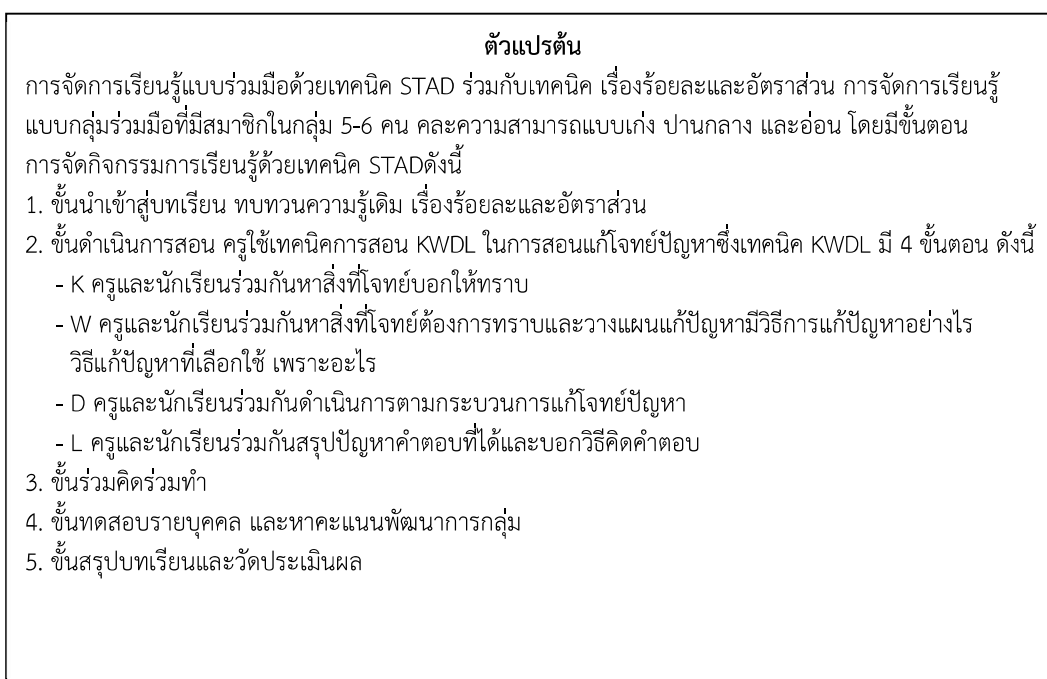 ตัวแปรต้น
การจัดการเรียนรู้แบบร่วมมือด้วยเทคนิค STAD ร่วมกับเทคนิค เรื่องร้อยละและอัตราส่วน การจัดการเรียนรู้
แบบกลุ่มร่วมมือที่มีสมาชิกในกลุ่ม 5-6 คน คละความสามารถแบบเก่ง ปานกลาง และอ่อน โดยมีขั้นตอน
การจัดกิจกรรมการเรียนรู้ด้วยเทคนิค STADดังนี้
1. ขั้นนำเข้าสู่บทเรียน ทบทวนความรู้เดิม เรื่องร้อยละและอัตราส่วน
2. ขั้นดำเนินการสอน ครูใช้เทคนิคการสอน KWDL ในการสอนแก้โจทย์ปัญหาซึ่งเทคนิค KWDL มี 4 ขั้นตอน ดังนี้
- K ครูและนักเรียนร่วมกันหาสิ่งที่โจทย์บอกให้ทราบ
- W ครูและนักเรียนร่วมกันหาสิ่งที่โจทย์ต้องการทราบและวางแผนแก้ปัญหามีวิธีการแก้ปัญหาอย่างไร
วิธีแก้ปัญหาที่เลือกใช้ เพราะอะไร
- D ครูและนักเรียนร่วมกันดำเนินการตามกระบวนการแก้โจทย์ปัญหา
- L ครูและนักเรียนร่วมกันสรุปปัญหาคำตอบที่ได้และบอกวิธีคิดคำตอบ
3. ขั้นร่วมคิดร่วมทำ
4. ขั้นทดสอบรายบุคคล และหาคะแนนพัฒนาการกลุ่ม
5. ขั้นสรุปบทเรียนและวัดประเมินผล